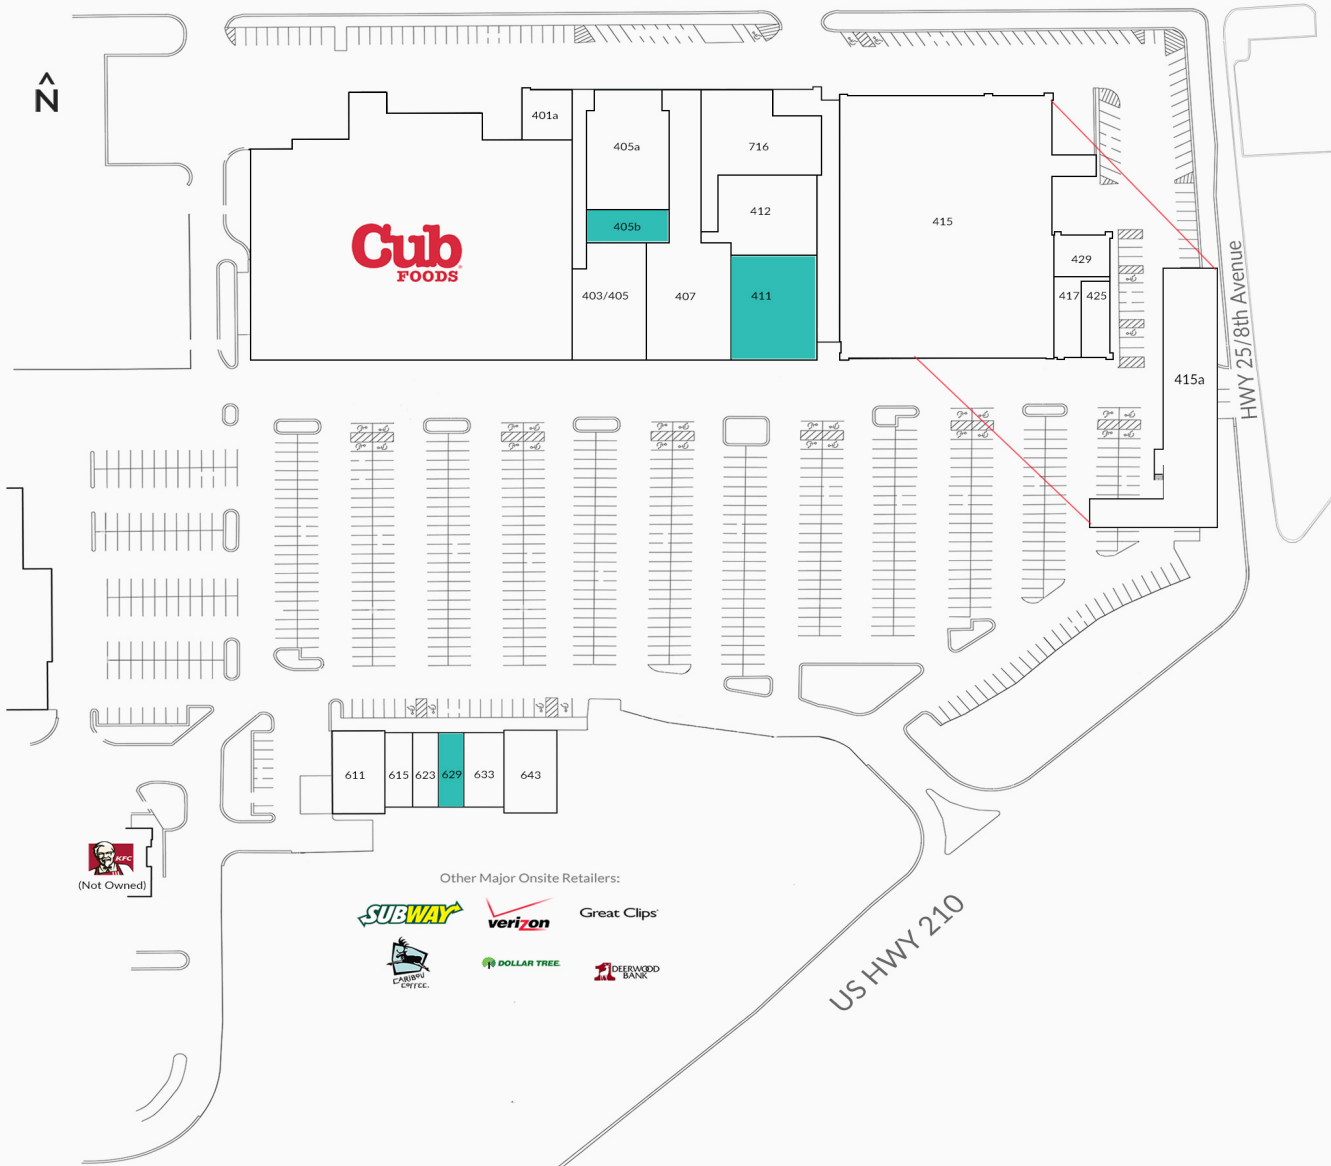 N
401a
405a
716
405b
412
415
Cub
FOODS
403/405
407
411
429
417
425
415a
HWY 25/8th Avenue
611
615
623
629
633
643
KFC
(Not Owned)
Other Major Onsite Retailers:
SUBWAY
verizon
Great Clips
CARIBOU
COFFEE.
DOLLAR TREE
DEERWOOD
BANK
US HWY 210